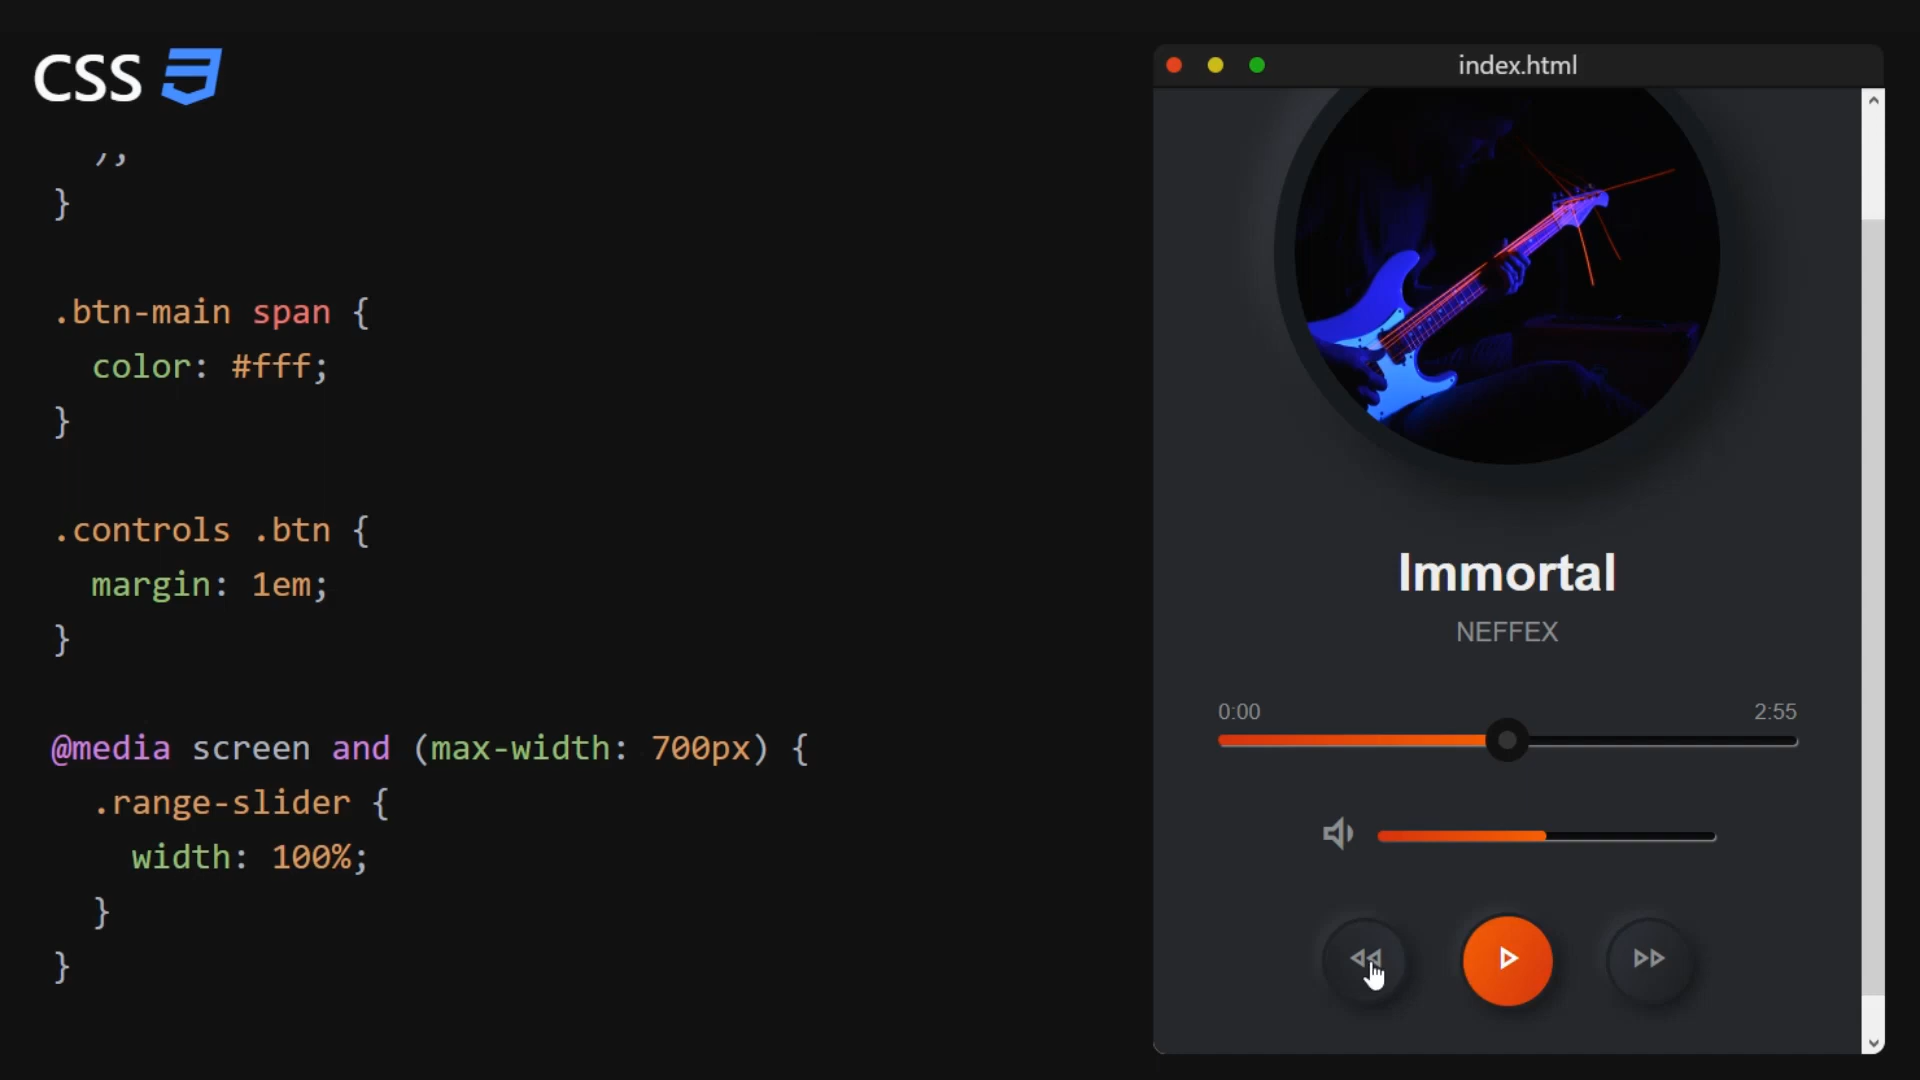 CSS
}
.btn-main span {
color: #fff;
}
.controls .btn {
margin: 1em;
}
@media screen and (max-width: 700px) {
.range-slider {
width: 100%;
}
}
index.html
Immortal
NEFFEX
0:00 2:55